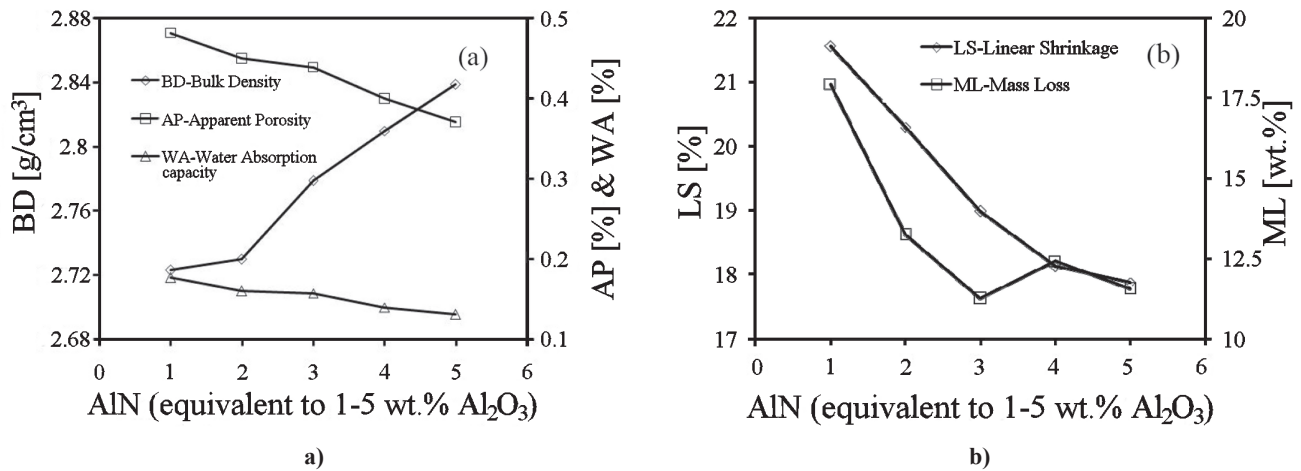 2.88
2.84
2.8
2.76
2.72
2.68
BD [g/cm³]
0.5
0.4
0.3
0.2
0.1
AP [%] & WA [%]
(a)
BD-Bulk Density
AP-Apparent Porosity
WA-Water Absorption
capacity
0 1 2 3 4 5 6
AlN (equivalent to 1-5 wt.% Al₂O₃)
a)
22
21
20
19
18
17
LS [%]
20
17.5
15
12.5
10
ML [wt.%]
(b)
LS-Linear Shrinkage
ML-Mass Loss
0 1 2 3 4 5 6
AlN (equivalent to 1-5 wt.% Al₂O₃)
b)